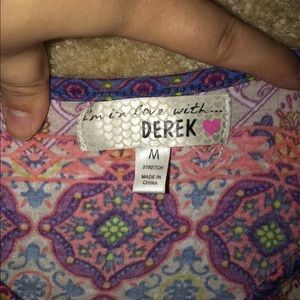 i'm in love with...
DEREK
M
STRETCH
MADE IN
CHINA